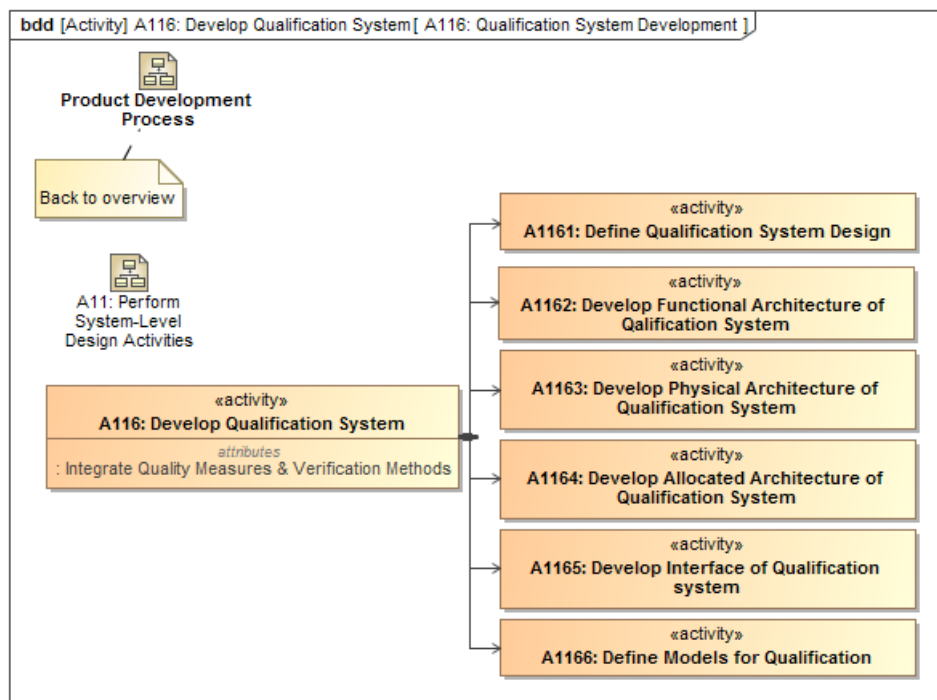 bdd [Activity] A116: Develop Qualification System[ A116: Qualification System Development ]
Product Development
Process
Back to overview
A11: Perform
System-Level
Design Activities
«activity»
A116: Develop Qualification System
attributes
: Integrate Quality Measures & Verification Methods
«activity»
A1161: Define Qualification System Design
«activity»
A1162: Develop Functional Architecture of
Qalification System
«activity»
A1163: Develop Physical Architecture of
Qualification System
«activity»
A1164: Develop Allocated Architecture of
Qualification System
«activity»
A1165: Develop Interface of Qualification
system
«activity»
A1166: Define Models for Qualification